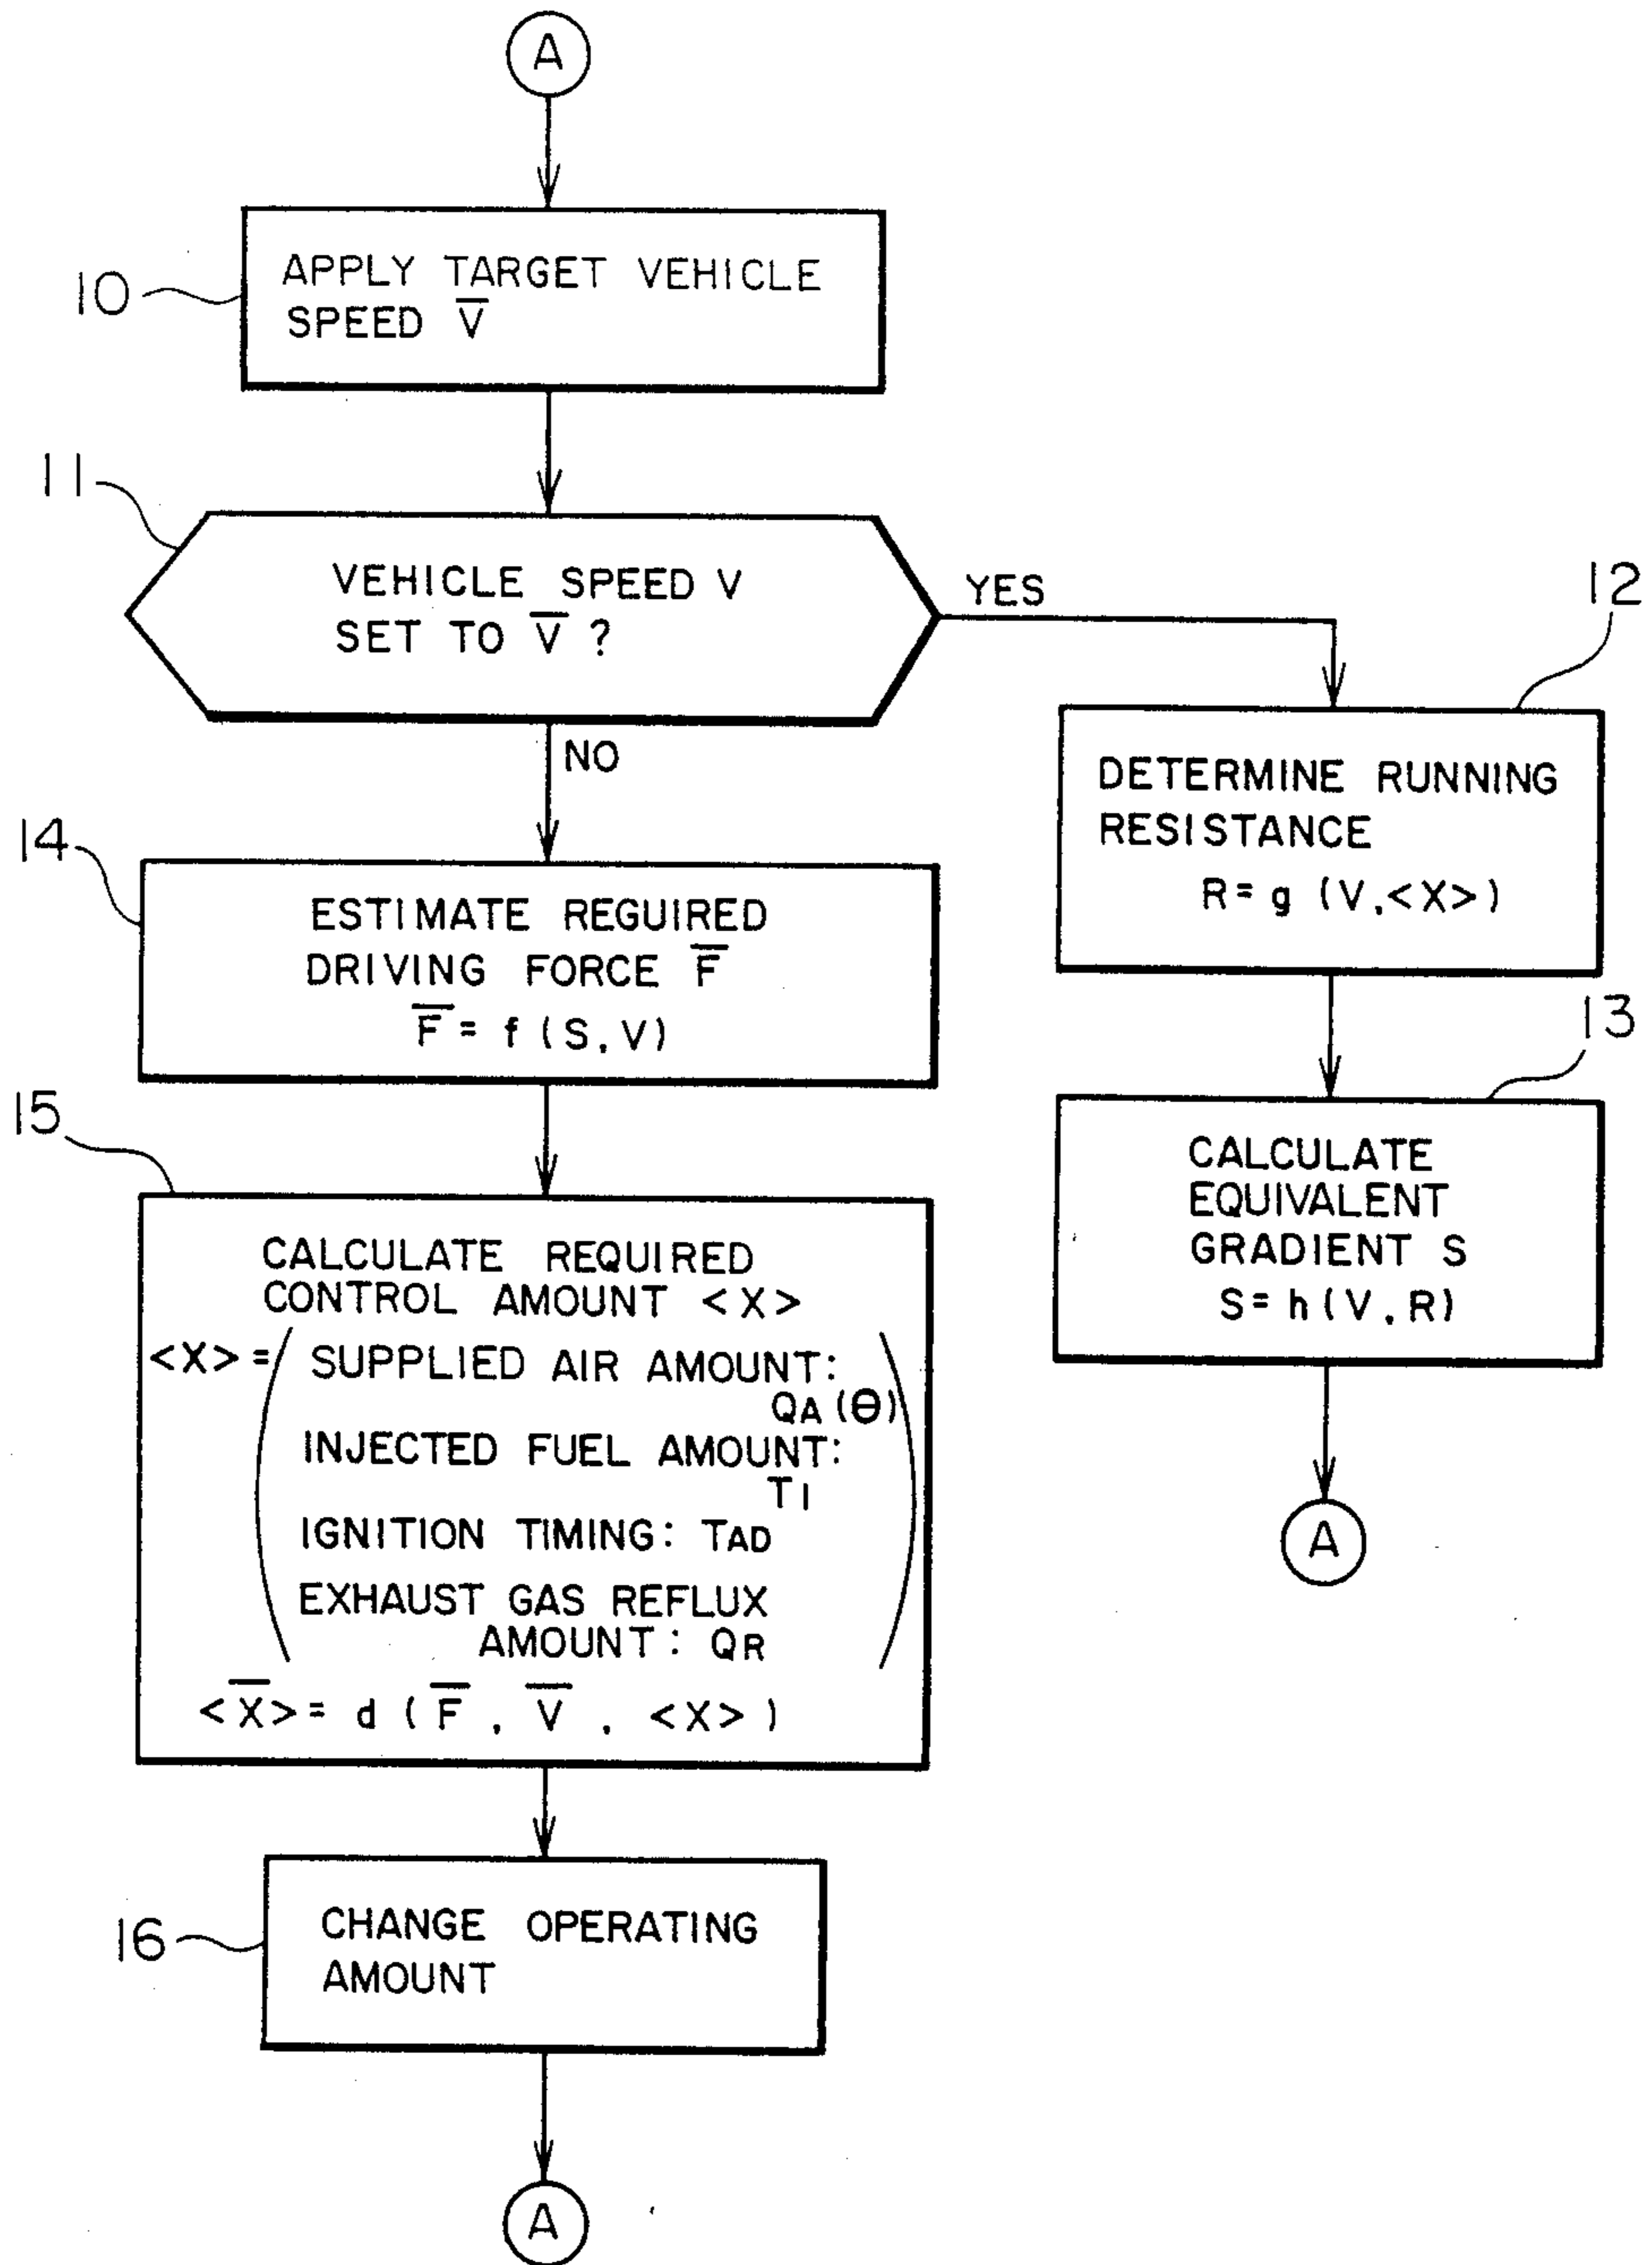 A
10
APPLY TARGET VEHICLE
SPEED V̅
11
VEHICLE SPEED V
SET TO V̅ ?
YES
NO
12
DETERMINE RUNNING
RESISTANCE
R = g (V,<X>)
13
CALCULATE
EQUIVALENT
GRADIENT S
S = h (V, R)
A
14
ESTIMATE REGUIRED
DRIVING FORCE F̅
F̅ = f (S, V)
15
CALCULATE REQUIRED
CONTROL AMOUNT <X>
<X> = ( SUPPLIED AIR AMOUNT:
QA (Θ)
INJECTED FUEL AMOUNT:
TI
IGNITION TIMING: TAD
EXHAUST GAS REFLUX
AMOUNT: QR )
<X̅> = d ( F̅ , V̅ , <X> )
16
CHANGE OPERATING
AMOUNT
A